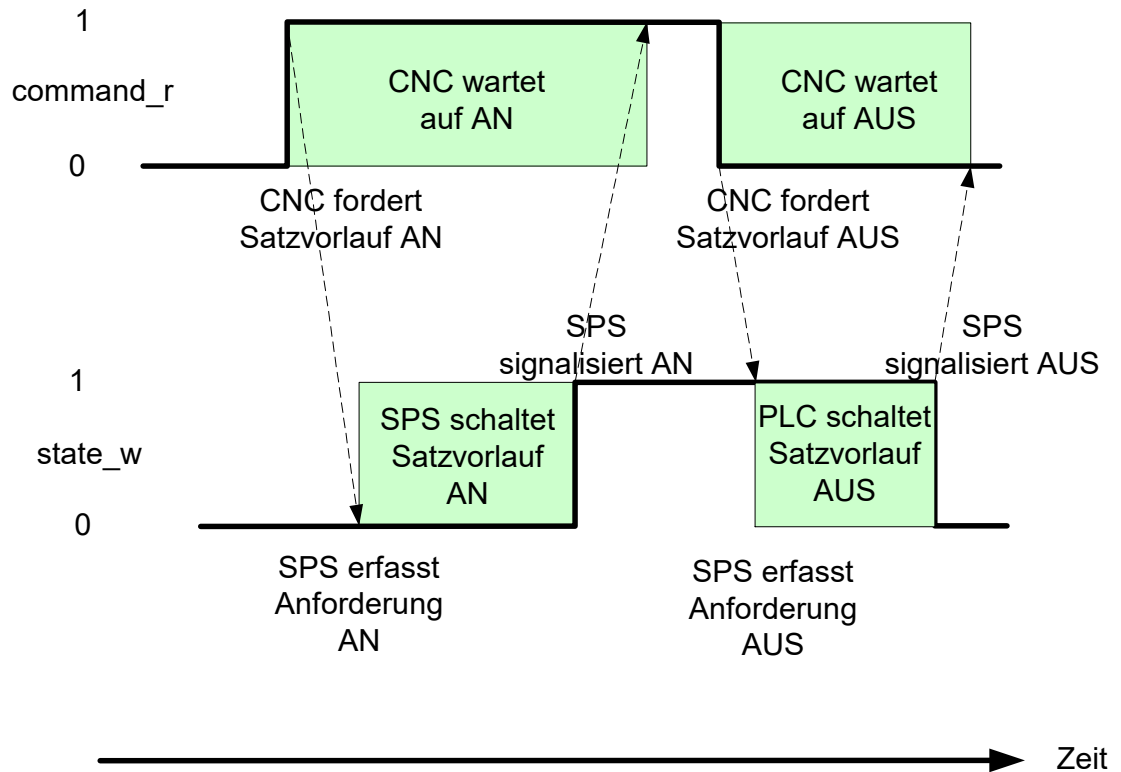 1
command_r
0
CNC wartet
auf AN
CNC wartet
auf AUS
CNC fordert
Satzvorlauf AN
CNC fordert
Satzvorlauf AUS
SPS
signalisiert AN
SPS
signalisiert AUS
1
state_w
0
SPS schaltet
Satzvorlauf
AN
PLC schaltet
Satzvorlauf
AUS
SPS erfasst
Anforderung
AN
SPS erfasst
Anforderung
AUS
Zeit